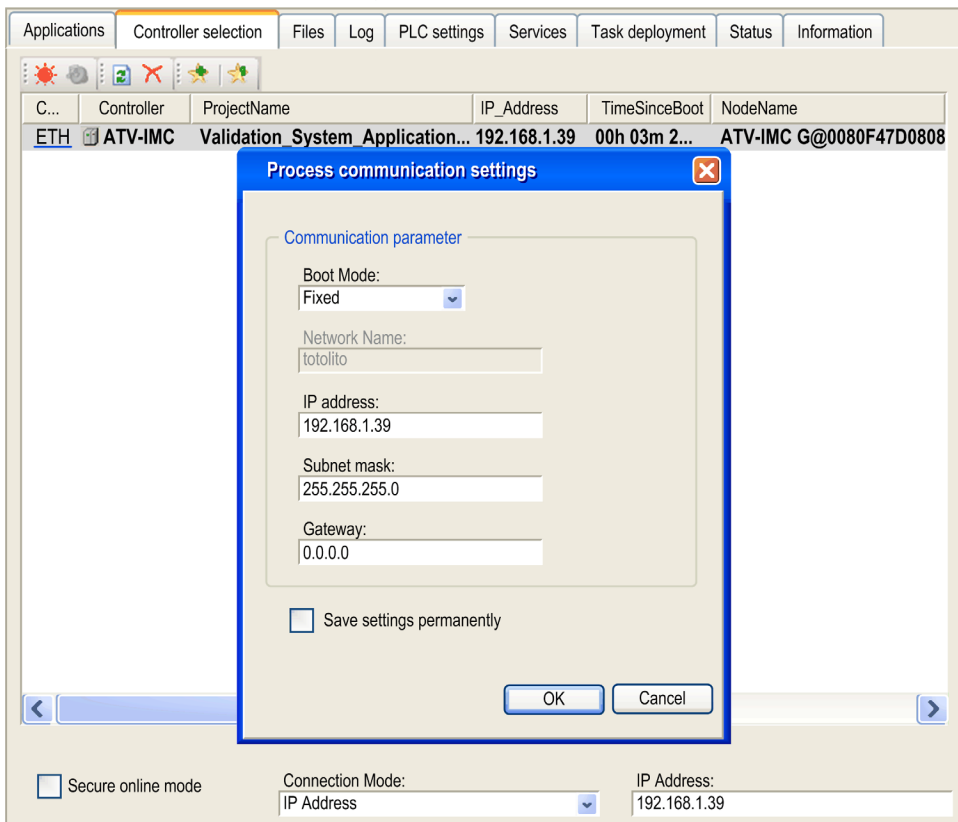 Applications Controller selection Files Log PLC settings Services Task deployment Status Information
C... Controller ProjectName IP_Address TimeSinceBoot NodeName
ETH ATV-IMC Validation_System_Application... 192.168.1.39 00h 03m 2... ATV-IMC G@0080F47D0808
Process communication settings
Communication parameter
Boot Mode:
Fixed
Network Name:
totolito
IP address:
192.168.1.39
Subnet mask:
255.255.255.0
Gateway:
0.0.0.0
Save settings permanently
OK Cancel
Secure online mode Connection Mode: IP Address:
IP Address 192.168.1.39